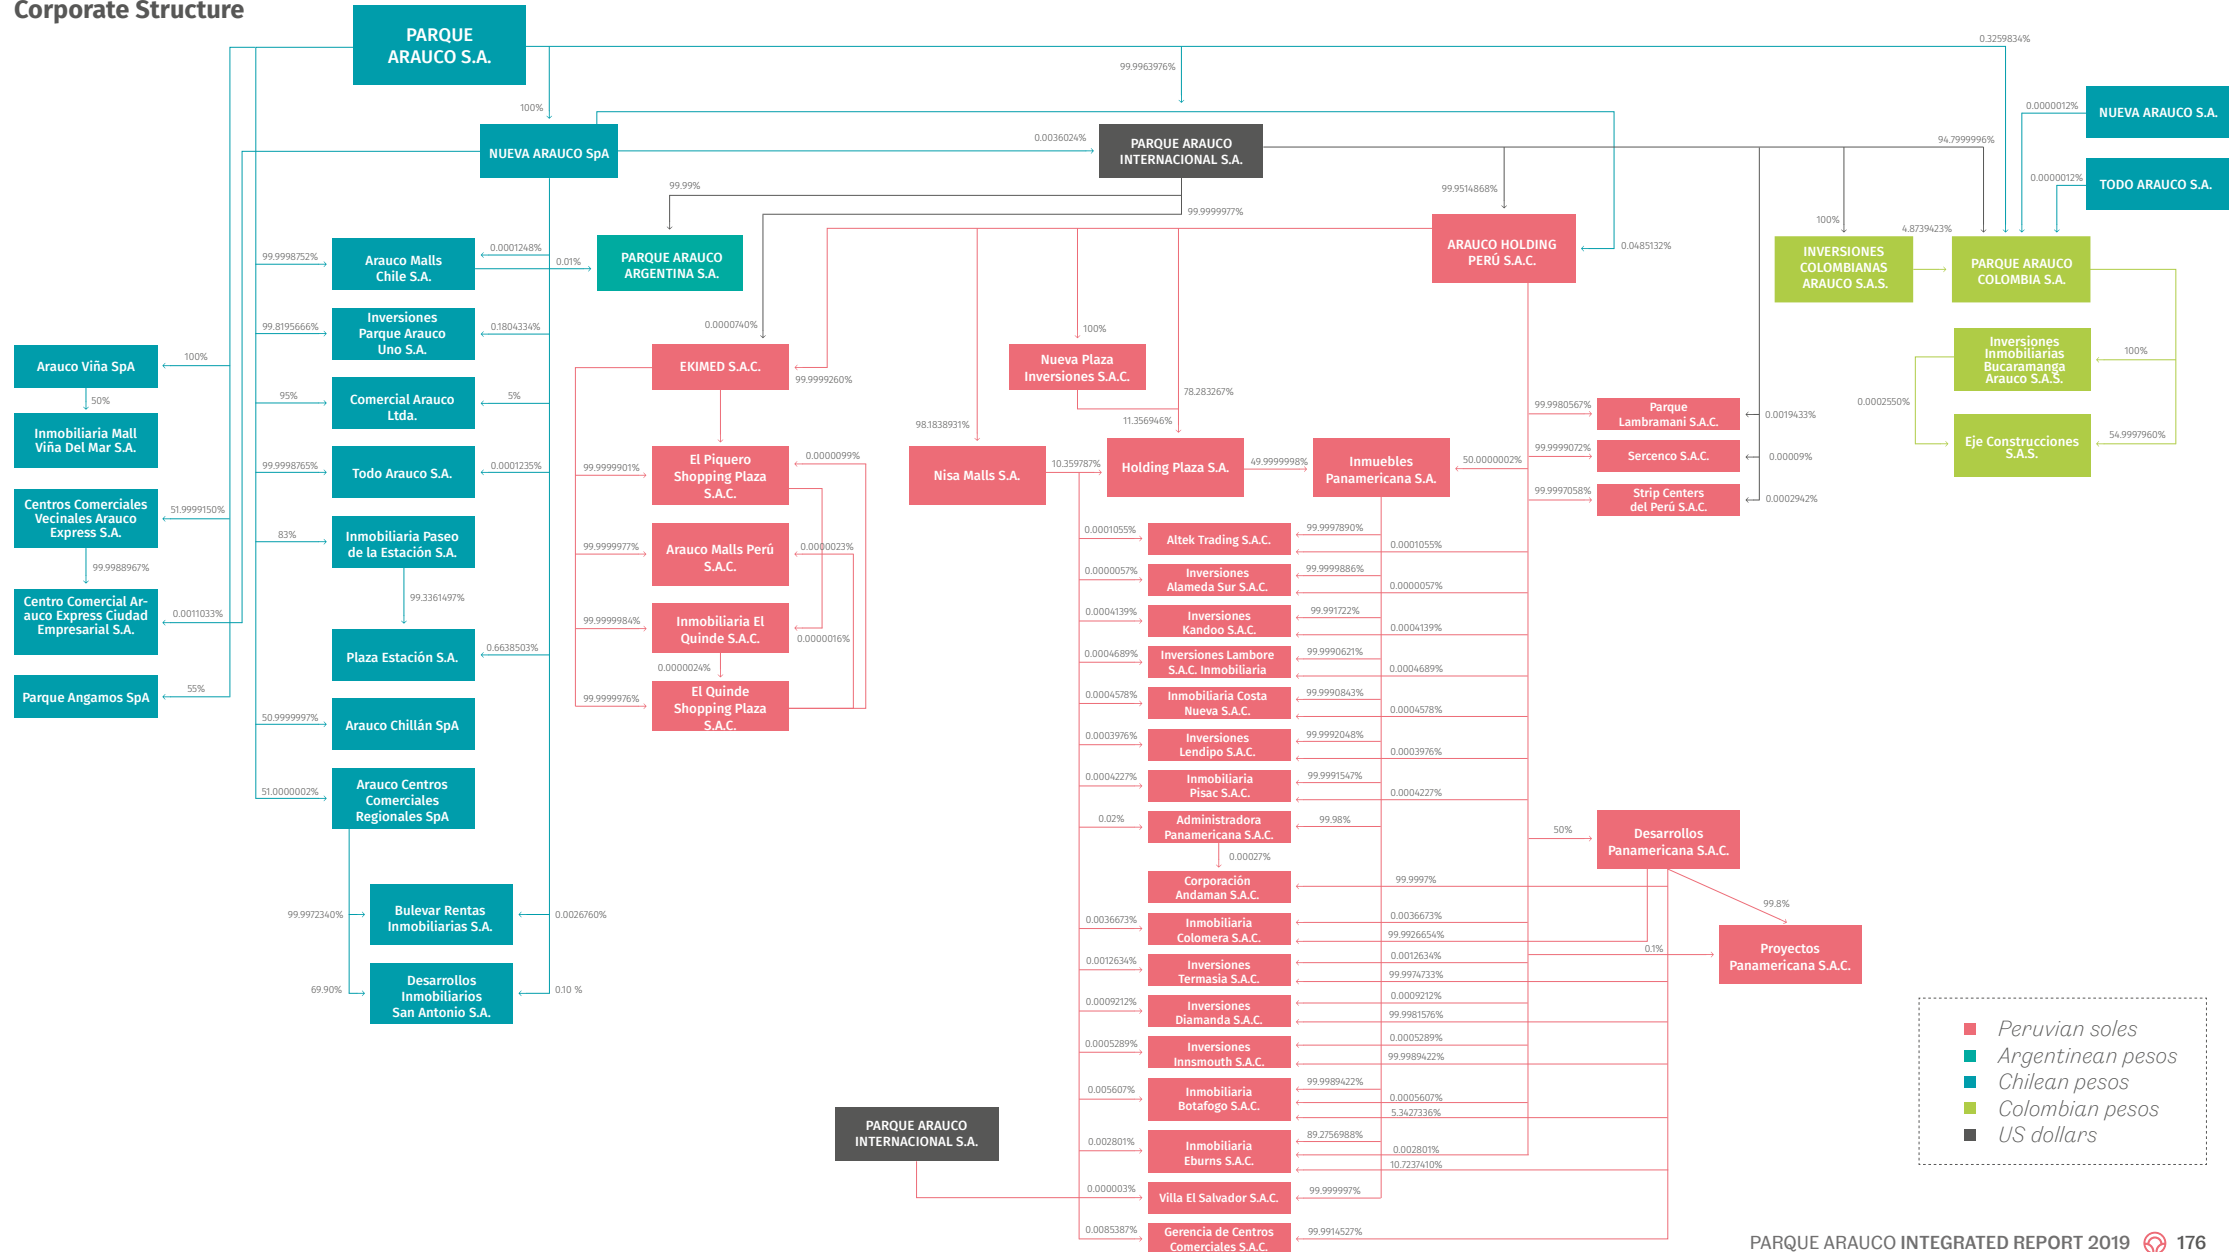 Corporate Structure
PARQUE
ARAUCO S.A.
0.3259834%
99.9963976%
100%
0.0000012%
NUEVA ARAUCO S.A.
NUEVA ARAUCO SpA
0.0036024%
PARQUE ARAUCO
INTERNACIONAL S.A.
94.7999996%
0.0000012%
TODO ARAUCO S.A.
99.99%
99.9514868%
99.9999977%
100%
4.8739423%
ARAUCO HOLDING
PERÚ S.A.C.
0.0485132%
INVERSIONES
COLOMBIANAS
ARAUCO S.A.S.
PARQUE ARAUCO
COLOMBIA S.A.
99.9998752%
Arauco Malls
Chile S.A.
0.0001248%
0.01%
PARQUE ARAUCO
ARGENTINA S.A.
99.8195666%
Inversiones
Parque Arauco
Uno S.A.
0.1804334%
0.0000740%
100%
Inversiones
Inmobiliarias
Bucaramanga
Arauco S.A.S.
100%
Arauco Viña SpA
100%
EKIMED S.A.C.
99.9999260%
Nueva Plaza
Inversiones S.A.C.
50%
95%
Comercial Arauco
Ltda.
5%
78.283267%
11.356946%
98.1838931%
0.0002550%
99.9980567%
Parque
Lambramani S.A.C.
0.0019433%
Inmobiliaria Mall
Viña Del Mar S.A.
Eje Construcciones
S.A.S.
54.9997960%
99.9998765%
Todo Arauco S.A.
0.0001235%
99.9999901%
El Piquero
Shopping Plaza
S.A.C.
0.0000099%
Nisa Malls S.A.
10.359787%
Holding Plaza S.A.
49.9999998%
Inmuebles
Panamericana S.A.
50.0000002%
99.9999072%
Sercenco S.A.C.
0.00009%
99.9997058%
Strip Centers
del Perú S.A.C.
0.0002942%
Centros Comerciales
Vecinales Arauco
Express S.A.
51.9999150%
83%
Inmobiliaria Paseo
de la Estación S.A.
99.9999977%
Arauco Malls Perú
S.A.C.
0.0000023%
0.0001055%
Altek Trading S.A.C.
99.9997890%
0.0001055%
99.9988967%
0.0000057%
Inversiones
Alameda Sur S.A.C.
99.9999886%
0.0000057%
Centro Comercial Ar-
auco Express Ciudad
Empresarial S.A.
0.0011033%
99.3361497%
99.9999984%
Inmobiliaria El
Quinde S.A.C.
0.0000016%
0.0004139%
Inversiones
Kandoo S.A.C.
99.991722%
0.0004139%
Plaza Estación S.A.
0.6638503%
0.0000024%
0.0004689%
Inversiones Lambore
S.A.C. Inmobiliaria
99.9990621%
0.0004689%
Parque Angamos SpA
55%
99.9999976%
El Quinde
Shopping Plaza
S.A.C.
0.0004578%
Inmobiliaria Costa
Nueva S.A.C.
99.9990843%
0.0004578%
50.9999997%
Arauco Chillán SpA
0.0003976%
Inversiones
Lendipo S.A.C.
99.9992048%
0.0003976%
51.0000002%
Arauco Centros
Comerciales
Regionales SpA
0.0004227%
Inmobiliaria
Pisac S.A.C.
99.9991547%
0.0004227%
0.02%
Administradora
Panamericana S.A.C.
99.98%
50%
Desarrollos
Panamericana S.A.C.
0.00027%
Corporación
Andaman S.A.C.
99.9997%
99.8%
99.9972340%
Bulevar Rentas
Inmobiliarias S.A.
0.0026760%
0.0036673%
Inmobiliaria
Colomera S.A.C.
0.0036673%
99.9926654%
0.1%
Proyectos
Panamericana S.A.C.
0.0012634%
Inversiones
Termasia S.A.C.
0.0012634%
99.9974733%
69.90%
Desarrollos
Inmobiliarios
San Antonio S.A.
0.10 %
0.0009212%
Inversiones
Diamanda S.A.C.
0.0009212%
99.9981576%
0.0005289%
Inversiones
Innsmouth S.A.C.
0.0005289%
99.9989422%
0.005607%
Inmobiliaria
Botafogo S.A.C.
99.9989422%
0.0005607%
5.3427336%
PARQUE ARAUCO
INTERNACIONAL S.A.
0.002801%
Inmobiliaria
Eburns S.A.C.
89.2756988%
0.002801%
10.7237410%
0.000003%
Villa El Salvador S.A.C.
99.999997%
0.0085387%
Gerencia de Centros
Comerciales S.A.C.
99.9914527%
Peruvian soles
Argentinean pesos
Chilean pesos
Colombian pesos
US dollars
PARQUE ARAUCO INTEGRATED REPORT 2019 176